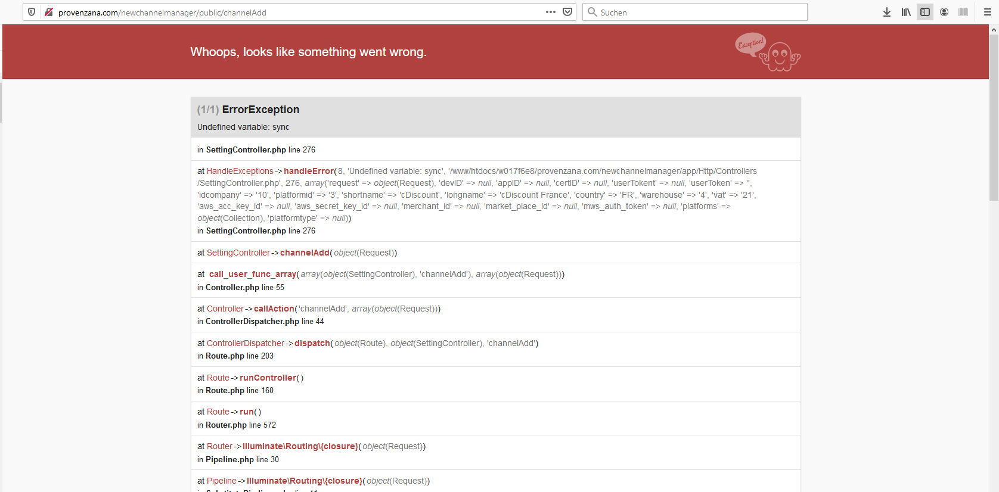 provenzana.com/newchannelmanager/public/channelAdd
Suchen
Whoops, looks like something went wrong.
Exception!
(1/1) ErrorException
Undefined variable: sync
in SettingController.php line 276
at HandleExceptions->handleError(8, 'Undefined variable: sync', '/www/htdocs/w017f6e8/provenzana.com/newchannelmanager/app/Http/Controllers
/SettingController.php', 276, array('request' => object(Request), 'devID' => null, 'appID' => null, 'certID' => null, 'userTokent' => null, 'userToken' => '',
'idcompany' => '10', 'platformid' => '3', 'shortname' => 'cDiscount', 'longname' => 'cDiscount France', 'country' => 'FR', 'warehouse' => '4', 'vat' => '21',
'aws_acc_key_id' => null, 'aws_secret_key_id' => null, 'merchant_id' => null, 'market_place_id' => null, 'mws_auth_token' => null, 'platforms' =>
object(Collection), 'platformtype' => null))
in SettingController.php line 276
at SettingController->channelAdd(object(Request))
at call_user_func_array(array(object(SettingController), 'channelAdd'), array(object(Request)))
in Controller.php line 55
at Controller->callAction('channelAdd', array(object(Request)))
in ControllerDispatcher.php line 44
at ControllerDispatcher->dispatch(object(Route), object(SettingController), 'channelAdd')
in Route.php line 203
at Route->runController()
in Route.php line 160
at Route->run()
in Router.php line 572
at Router->Illuminate\Routing\{closure}(object(Request))
in Pipeline.php line 30
at Pipeline->Illuminate\Routing\{closure}(object(Request))